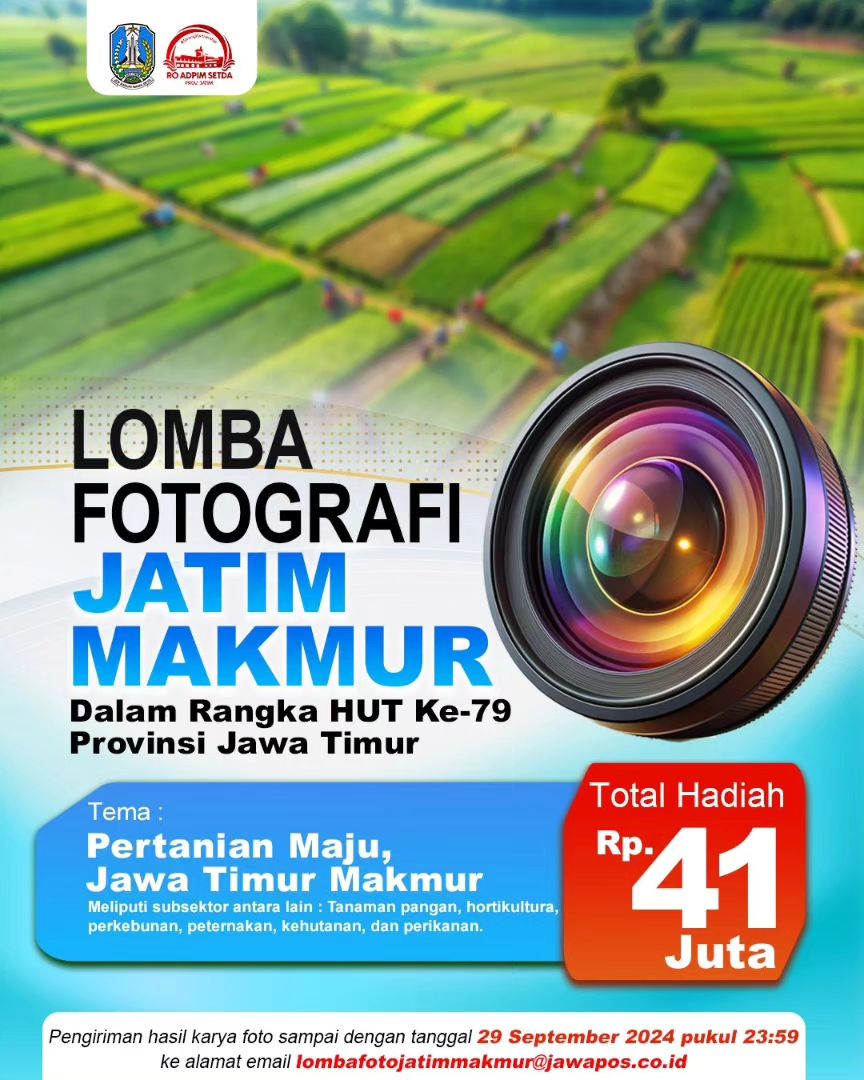 RO ADPIM SETDA
PROV. JATIM
LOMBA
FOTOGRAFI
JATIM
MAKMUR
Dalam Rangka HUT Ke-79
Provinsi Jawa Timur
Tema :
Pertanian Maju,
Jawa Timur Makmur
Meliputi subsektor antara lain : Tanaman pangan, hortikultura,
perkebunan, peternakan, kehutanan, dan perikanan.
Total Hadiah
Rp. 41
Juta
Pengiriman hasil karya foto sampai dengan tanggal 29 September 2024 pukul 23:59
ke alamat email lombafotojatimmakmur@jawapos.co.id